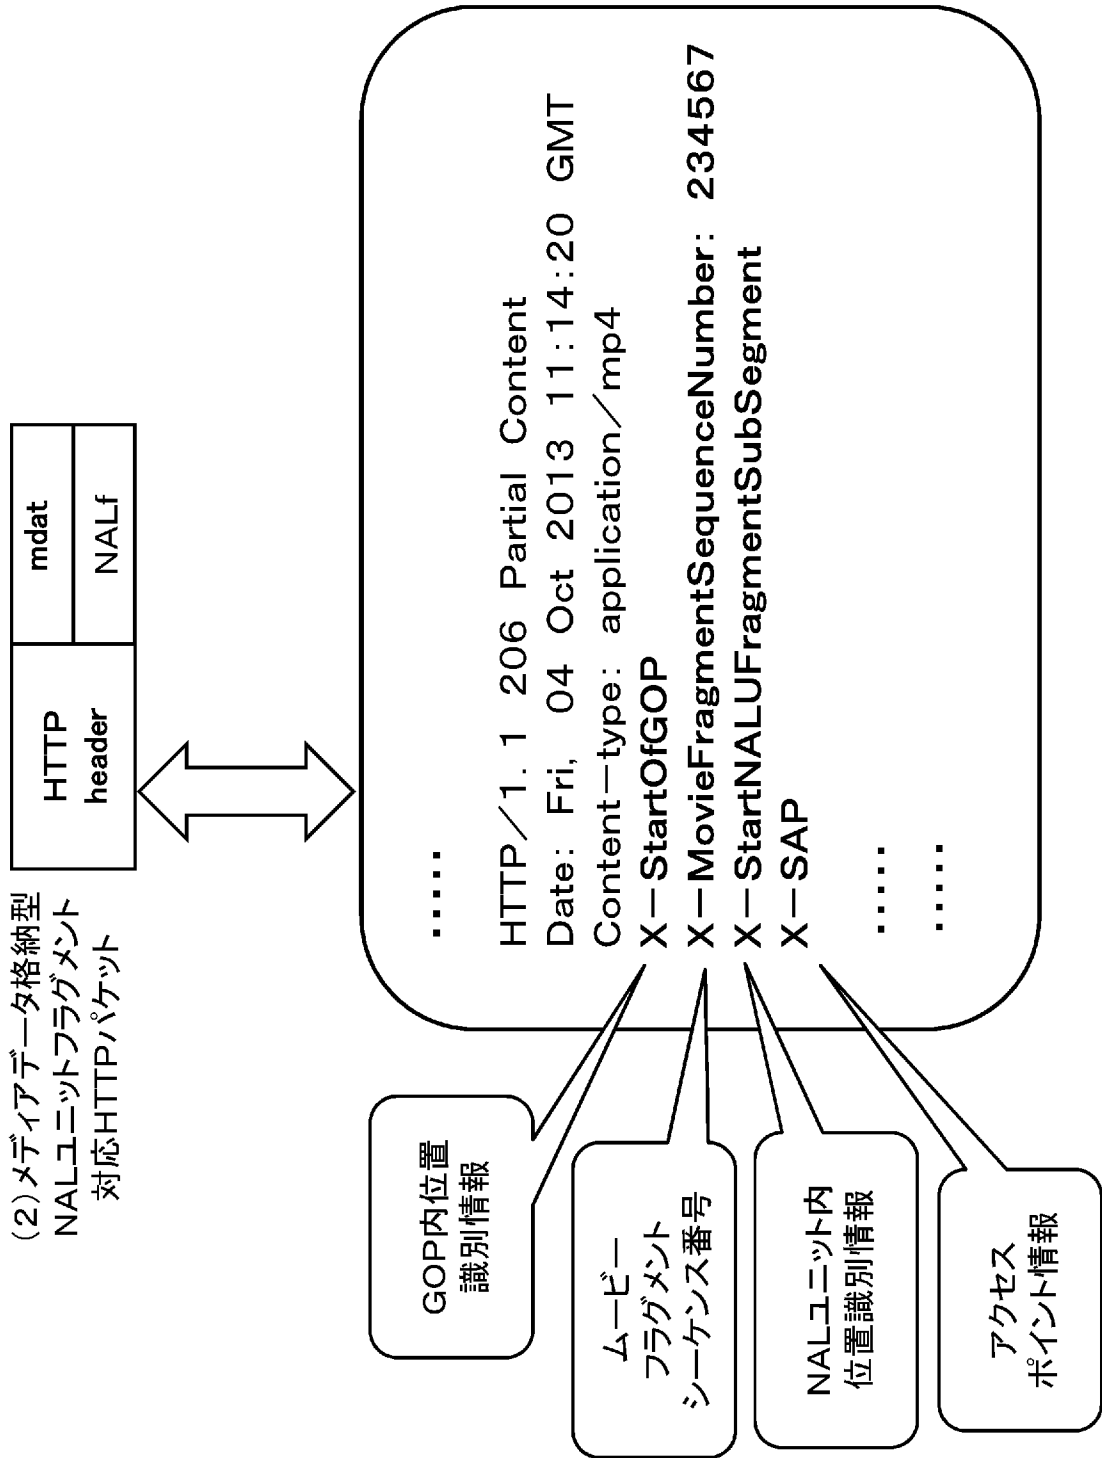 (2)メディアデータ格納型
NALユニットフラグメント
対応HTTPパケット
HTTP
header
mdat
NALf
.....
HTTP／1.1 206 Partial Content
Date: Fri, 04 Oct 2013 11:14:20 GMT
Content−type: application／mp4
X−StartOfGOP
X−MovieFragmentSequenceNumber: 234567
X−StartNALUFragmentSubSegment
X−SAP
.....
.....
GOP内位置
識別情報
ムービー
フラグメント
シーケンス番号
NALユニット内
位置識別情報
アクセス
ポイント情報